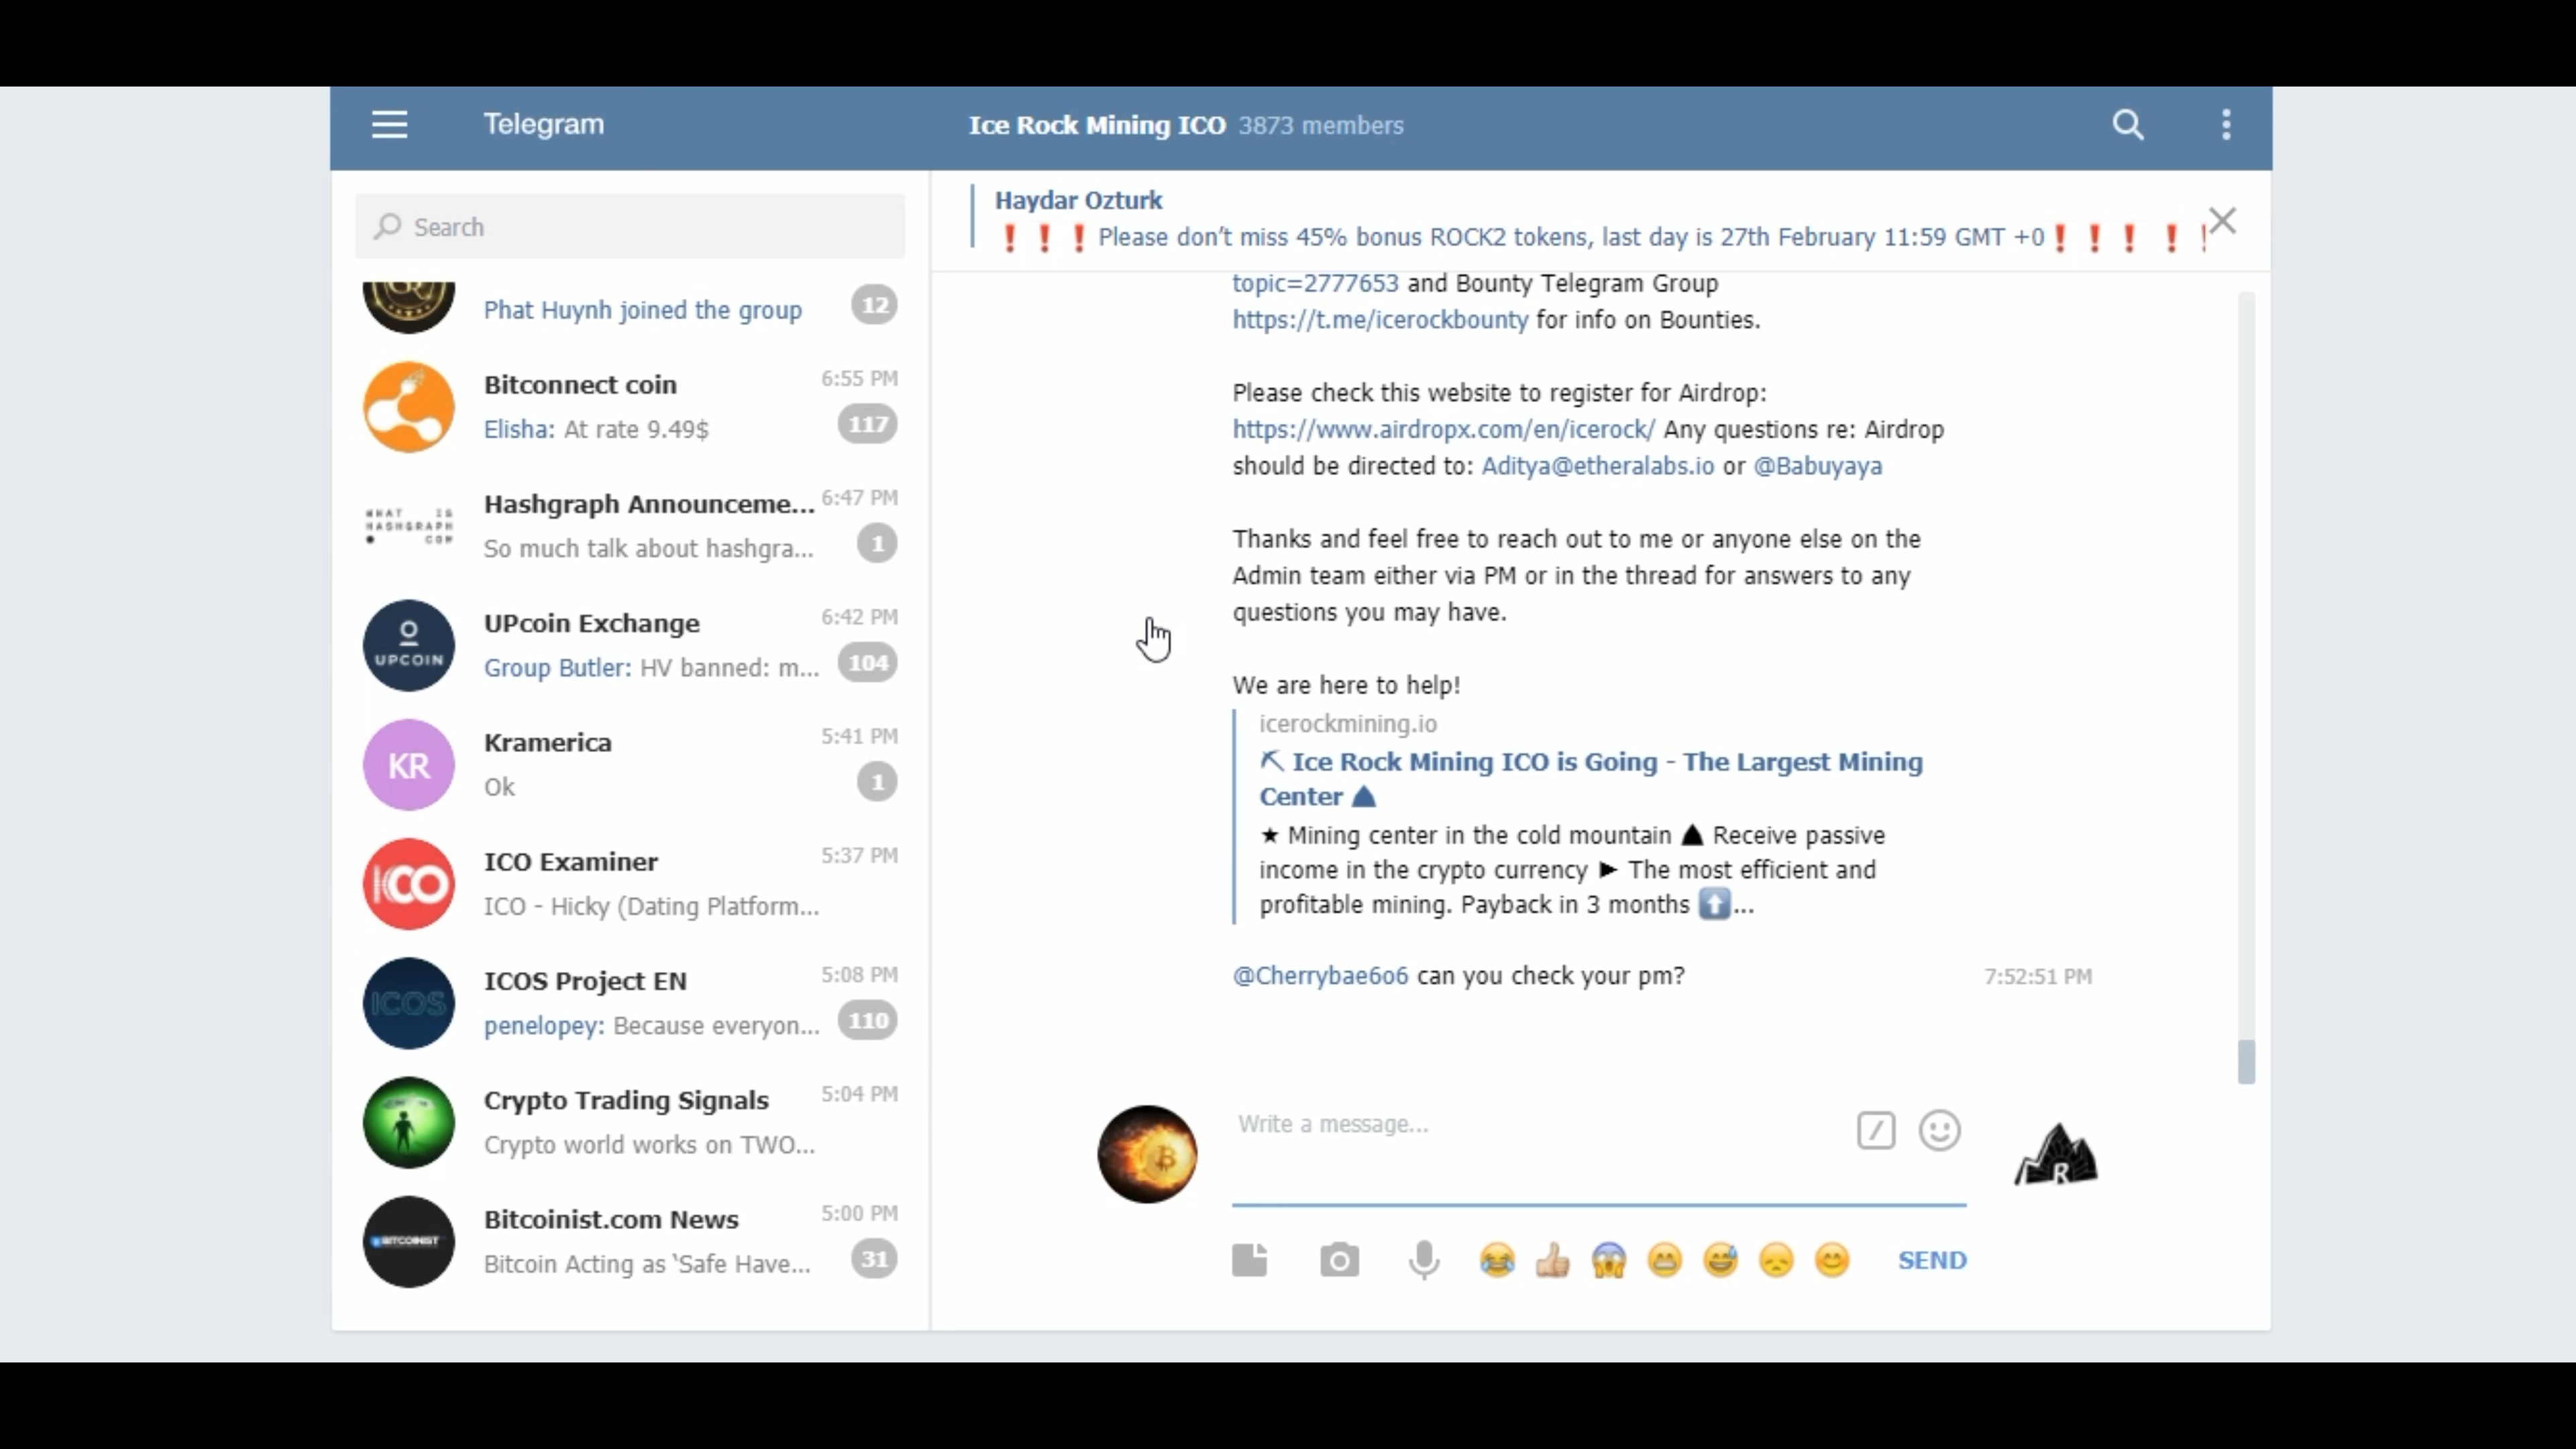 Telegram
Ice Rock Mining ICO 3873 members
Search
Phat Huynh joined the group 12
Bitconnect coin 6:55 PM
Elisha: At rate 9.49$ 117
WHAT IS
HASHGRAPH
COM
Hashgraph Announceme... 6:47 PM
So much talk about hashgra... 1
UPCOIN
UPcoin Exchange 6:42 PM
Group Butler: HV banned: m... 104
KR
Kramerica 5:41 PM
Ok 1
ICO
ICO Examiner 5:37 PM
ICO - Hicky (Dating Platform...
ICOS
ICOS Project EN 5:08 PM
penelopey: Because everyon... 110
Crypto Trading Signals 5:04 PM
Crypto world works on TWO...
BITCOINIST
Bitcoinist.com News 5:00 PM
Bitcoin Acting as ‘Safe Have... 31
Haydar Ozturk
❗❗❗Please don’t miss 45% bonus ROCK2 tokens, last day is 27th February 11:59 GMT +0❗❗❗❗❗
topic=2777653 and Bounty Telegram Group
https://t.me/icerockbounty for info on Bounties.
Please check this website to register for Airdrop:
https://www.airdropx.com/en/icerock/ Any questions re: Airdrop
should be directed to: Aditya@etheralabs.io or @Babuyaya
Thanks and feel free to reach out to me or anyone else on the
Admin team either via PM or in the thread for answers to any
questions you may have.
We are here to help!
icerockmining.io
⛏ Ice Rock Mining ICO is Going - The Largest Mining
Center
★ Mining center in the cold mountain Receive passive
income in the crypto currency ► The most efficient and
profitable mining. Payback in 3 months ⬆...
@Cherrybae6o6 can you check your pm? 7:52:51 PM
Write a message...
R
SEND